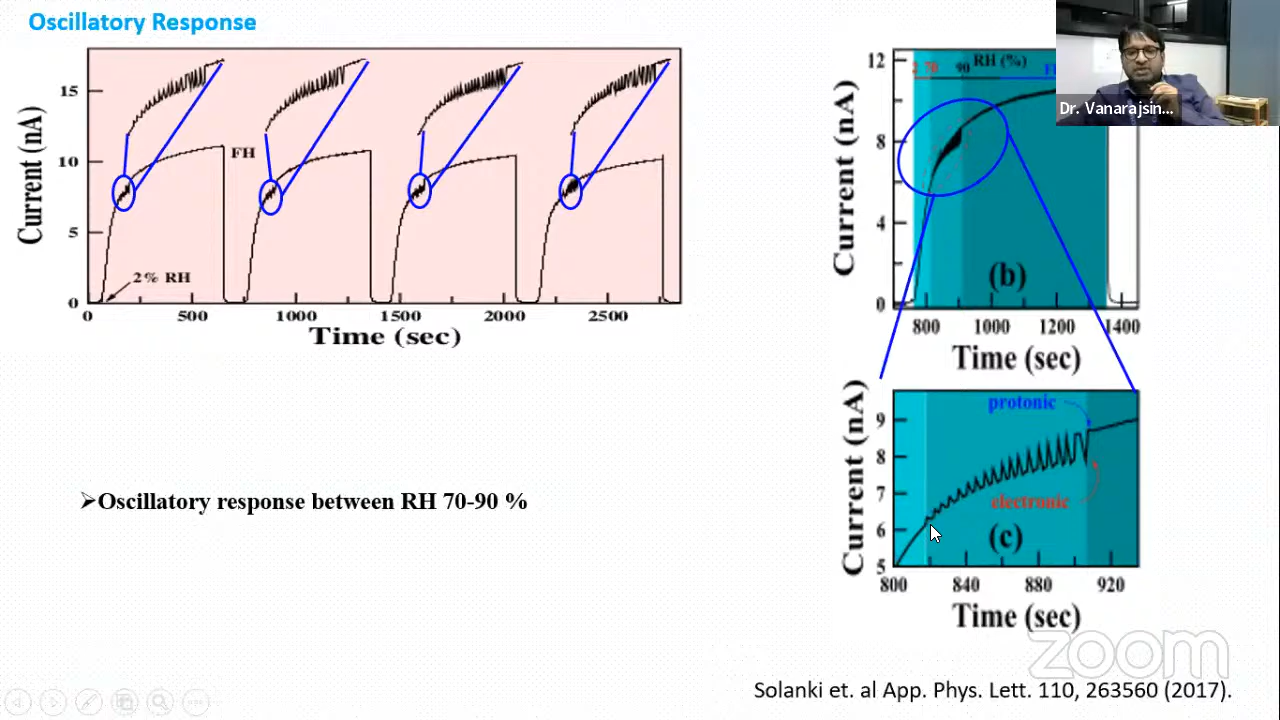 Oscillatory Response
Current (nA)
15
10
5
0
FH
2% RH
0 500 1000 1500 2000 2500
Time (sec)
Current (nA)
12
8
4
0
2 70 90 RH (%)
(b)
800 1000 1200 1400
Time (sec)
Dr. Vanarajsin...
Current (nA)
9
8
7
6
5
protonic
electronic
(c)
800 840 880 920
Time (sec)
➢Oscillatory response between RH 70-90 %
zoom
Solanki et. al App. Phys. Lett. 110, 263560 (2017).